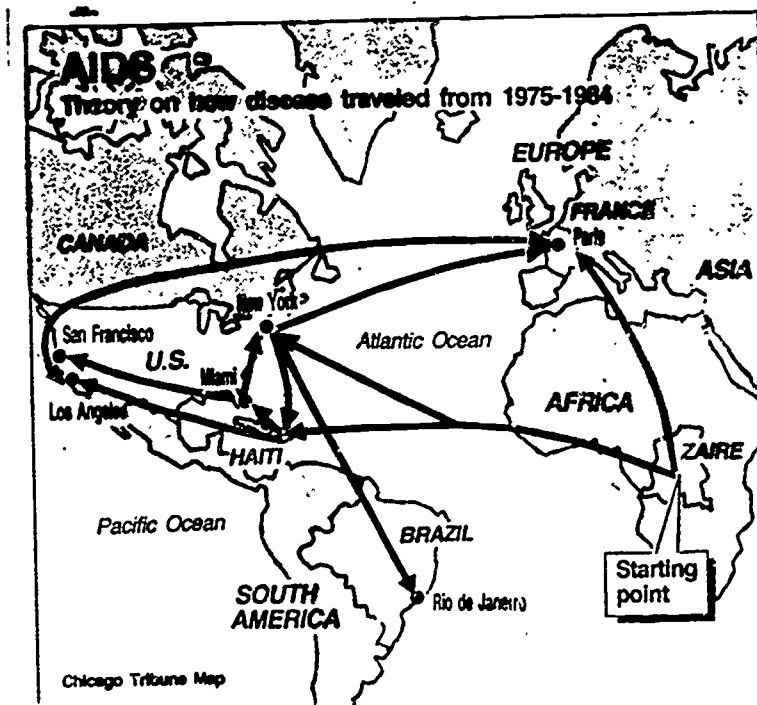 AIDS
Theory on how disease traveled from 1975-1984
EUROPE
CANADA
FRANCE
Paris
ASIA
New York
San Francisco
U.S.
Atlantic Ocean
Miami
Los Angeles
AFRICA
HAITI
ZAIRE
Pacific Ocean
BRAZIL
Starting
point
SOUTH
AMERICA
Rio de Janeiro
Chicago Tribune Map